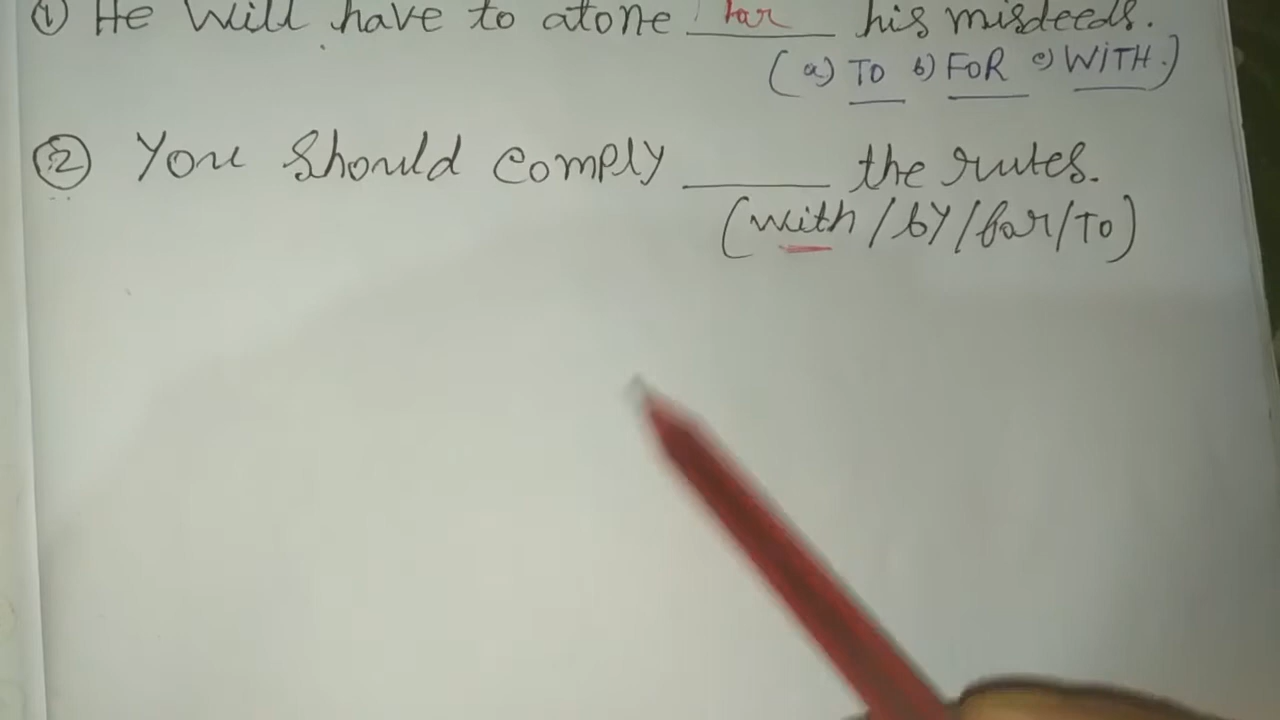 ① He will have to atone for his misdeeds.
(a) TO b) FOR c) WITH.)
② You should comply ______ the rules.
(with / by / for / To)